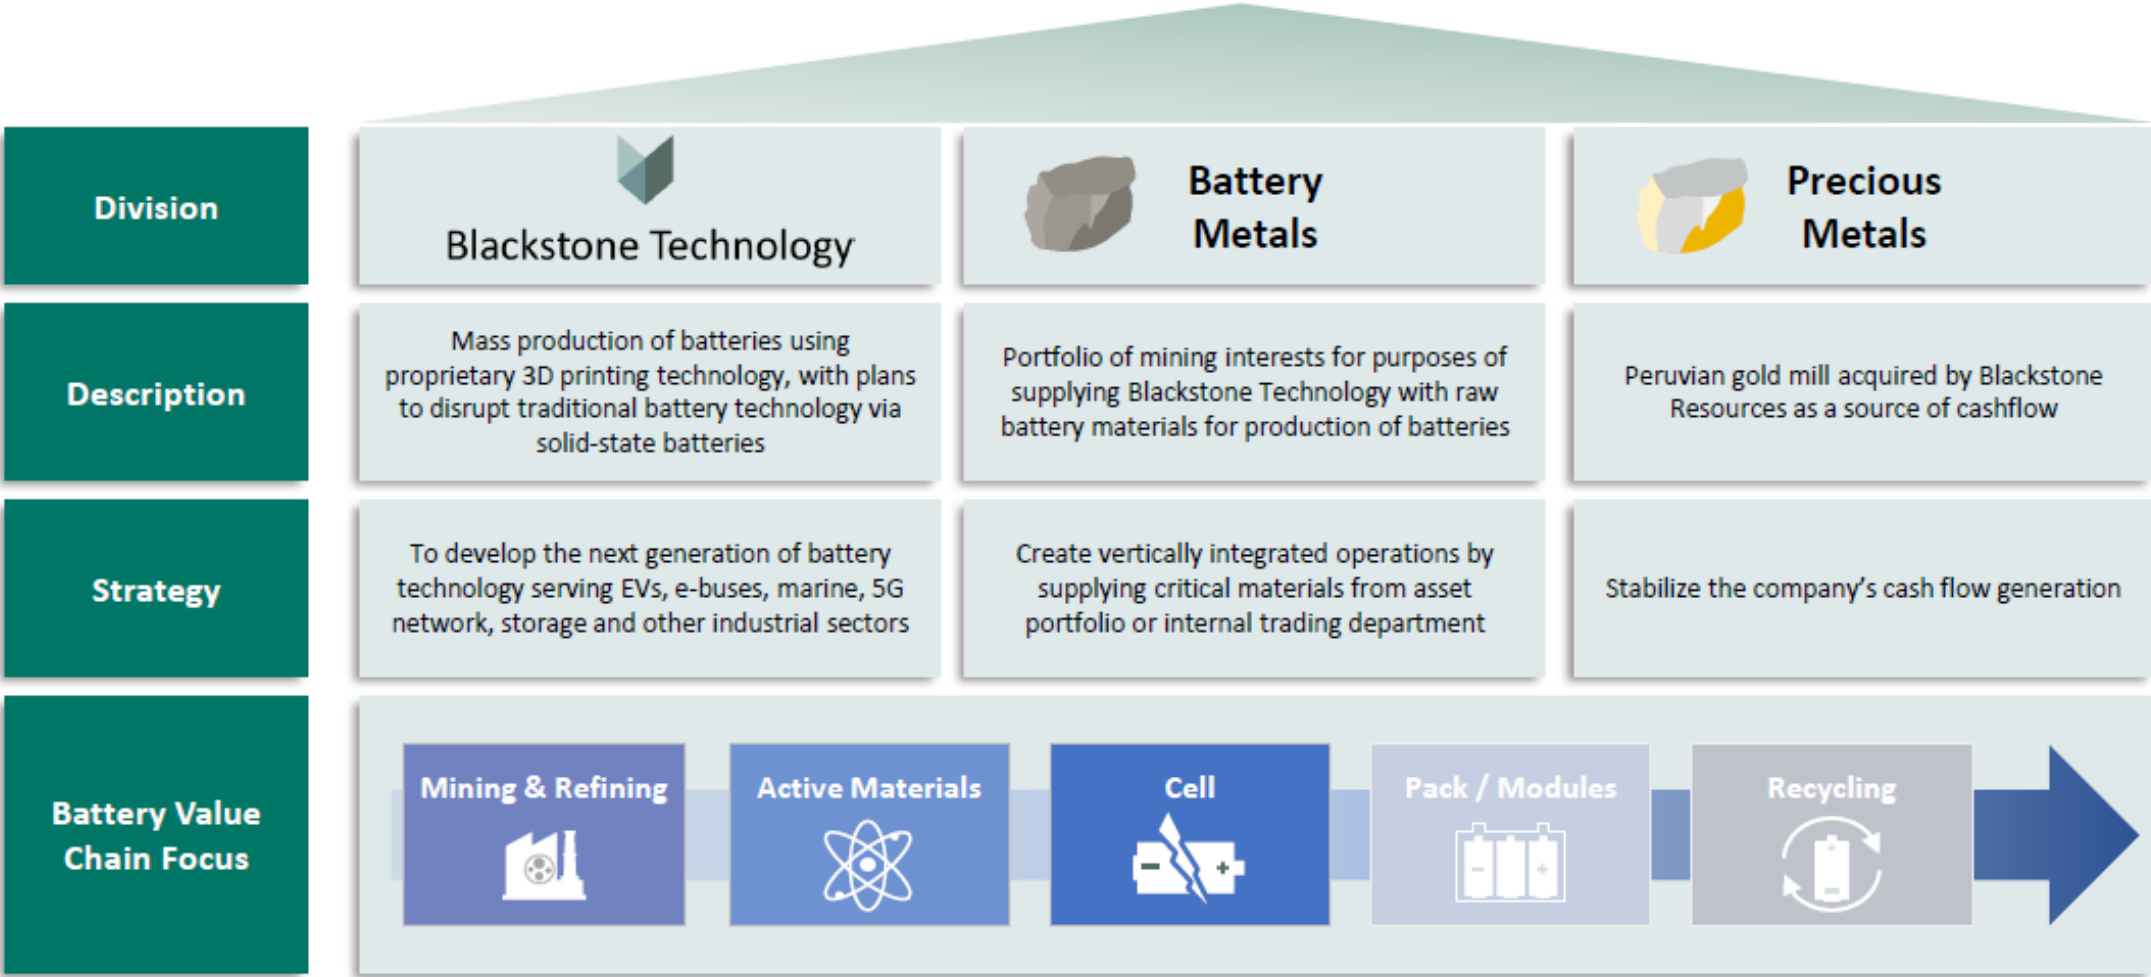 Division
Blackstone Technology
Battery
Metals
Precious
Metals
Description
Mass production of batteries using
proprietary 3D printing technology, with plans
to disrupt traditional battery technology via
solid-state batteries
Portfolio of mining interests for purposes of
supplying Blackstone Technology with raw
battery materials for production of batteries
Peruvian gold mill acquired by Blackstone
Resources as a source of cashflow
Strategy
To develop the next generation of battery
technology serving EVs, e-buses, marine, 5G
network, storage and other industrial sectors
Create vertically integrated operations by
supplying critical materials from asset
portfolio or internal trading department
Stabilize the company's cash flow generation
Battery Value
Chain Focus
Mining & Refining
Active Materials
Cell
Pack / Modules
Recycling